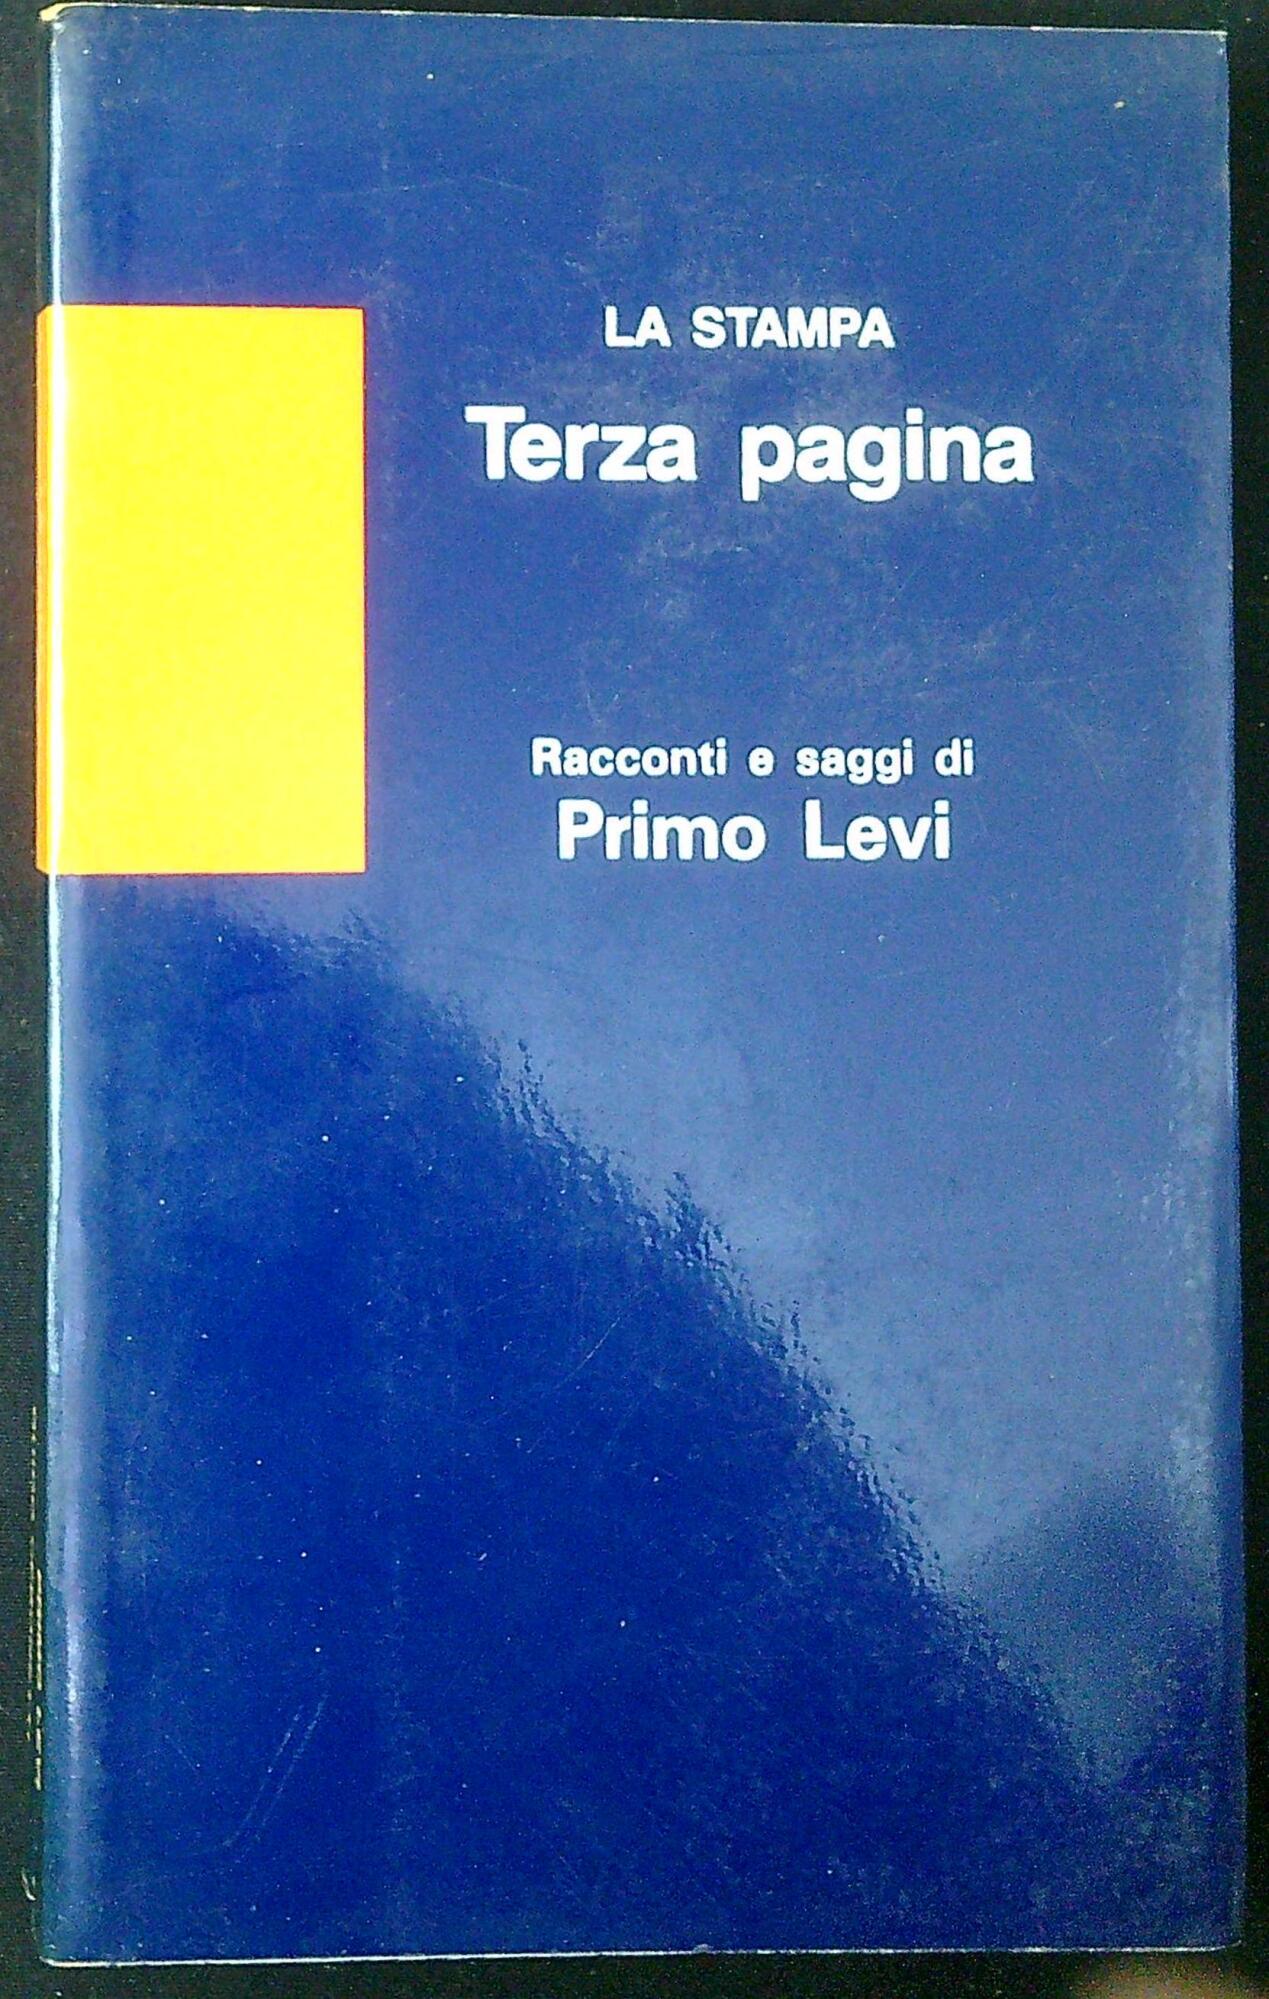 LA STAMPA
Terza pagina
Racconti e saggi di
Primo Levi